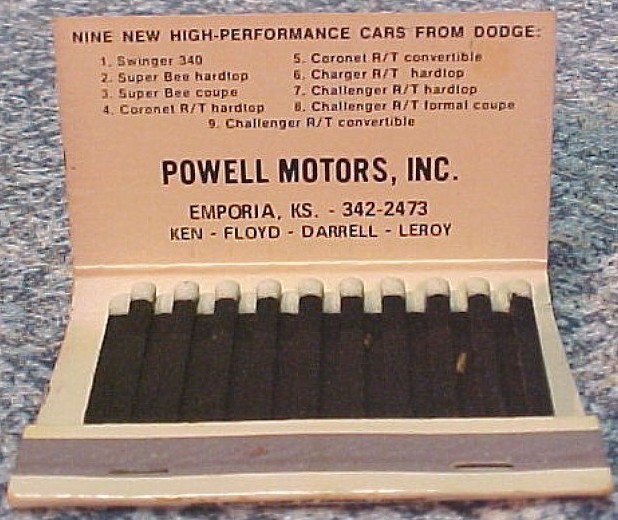 NINE NEW HIGH-PERFORMANCE CARS FROM DODGE:
1. Swinger 340
2. Super Bee hardtop
3. Super Bee coupe
4. Coronet R/T hardtop
5. Coronet R/T convertible
6. Charger R/T hardtop
7. Challenger R/T hardtop
8. Challenger R/T formal coupe
9. Challenger R/T convertible
POWELL MOTORS, INC.
EMPORIA, KS. - 342-2473
KEN - FLOYD - DARRELL - LEROY